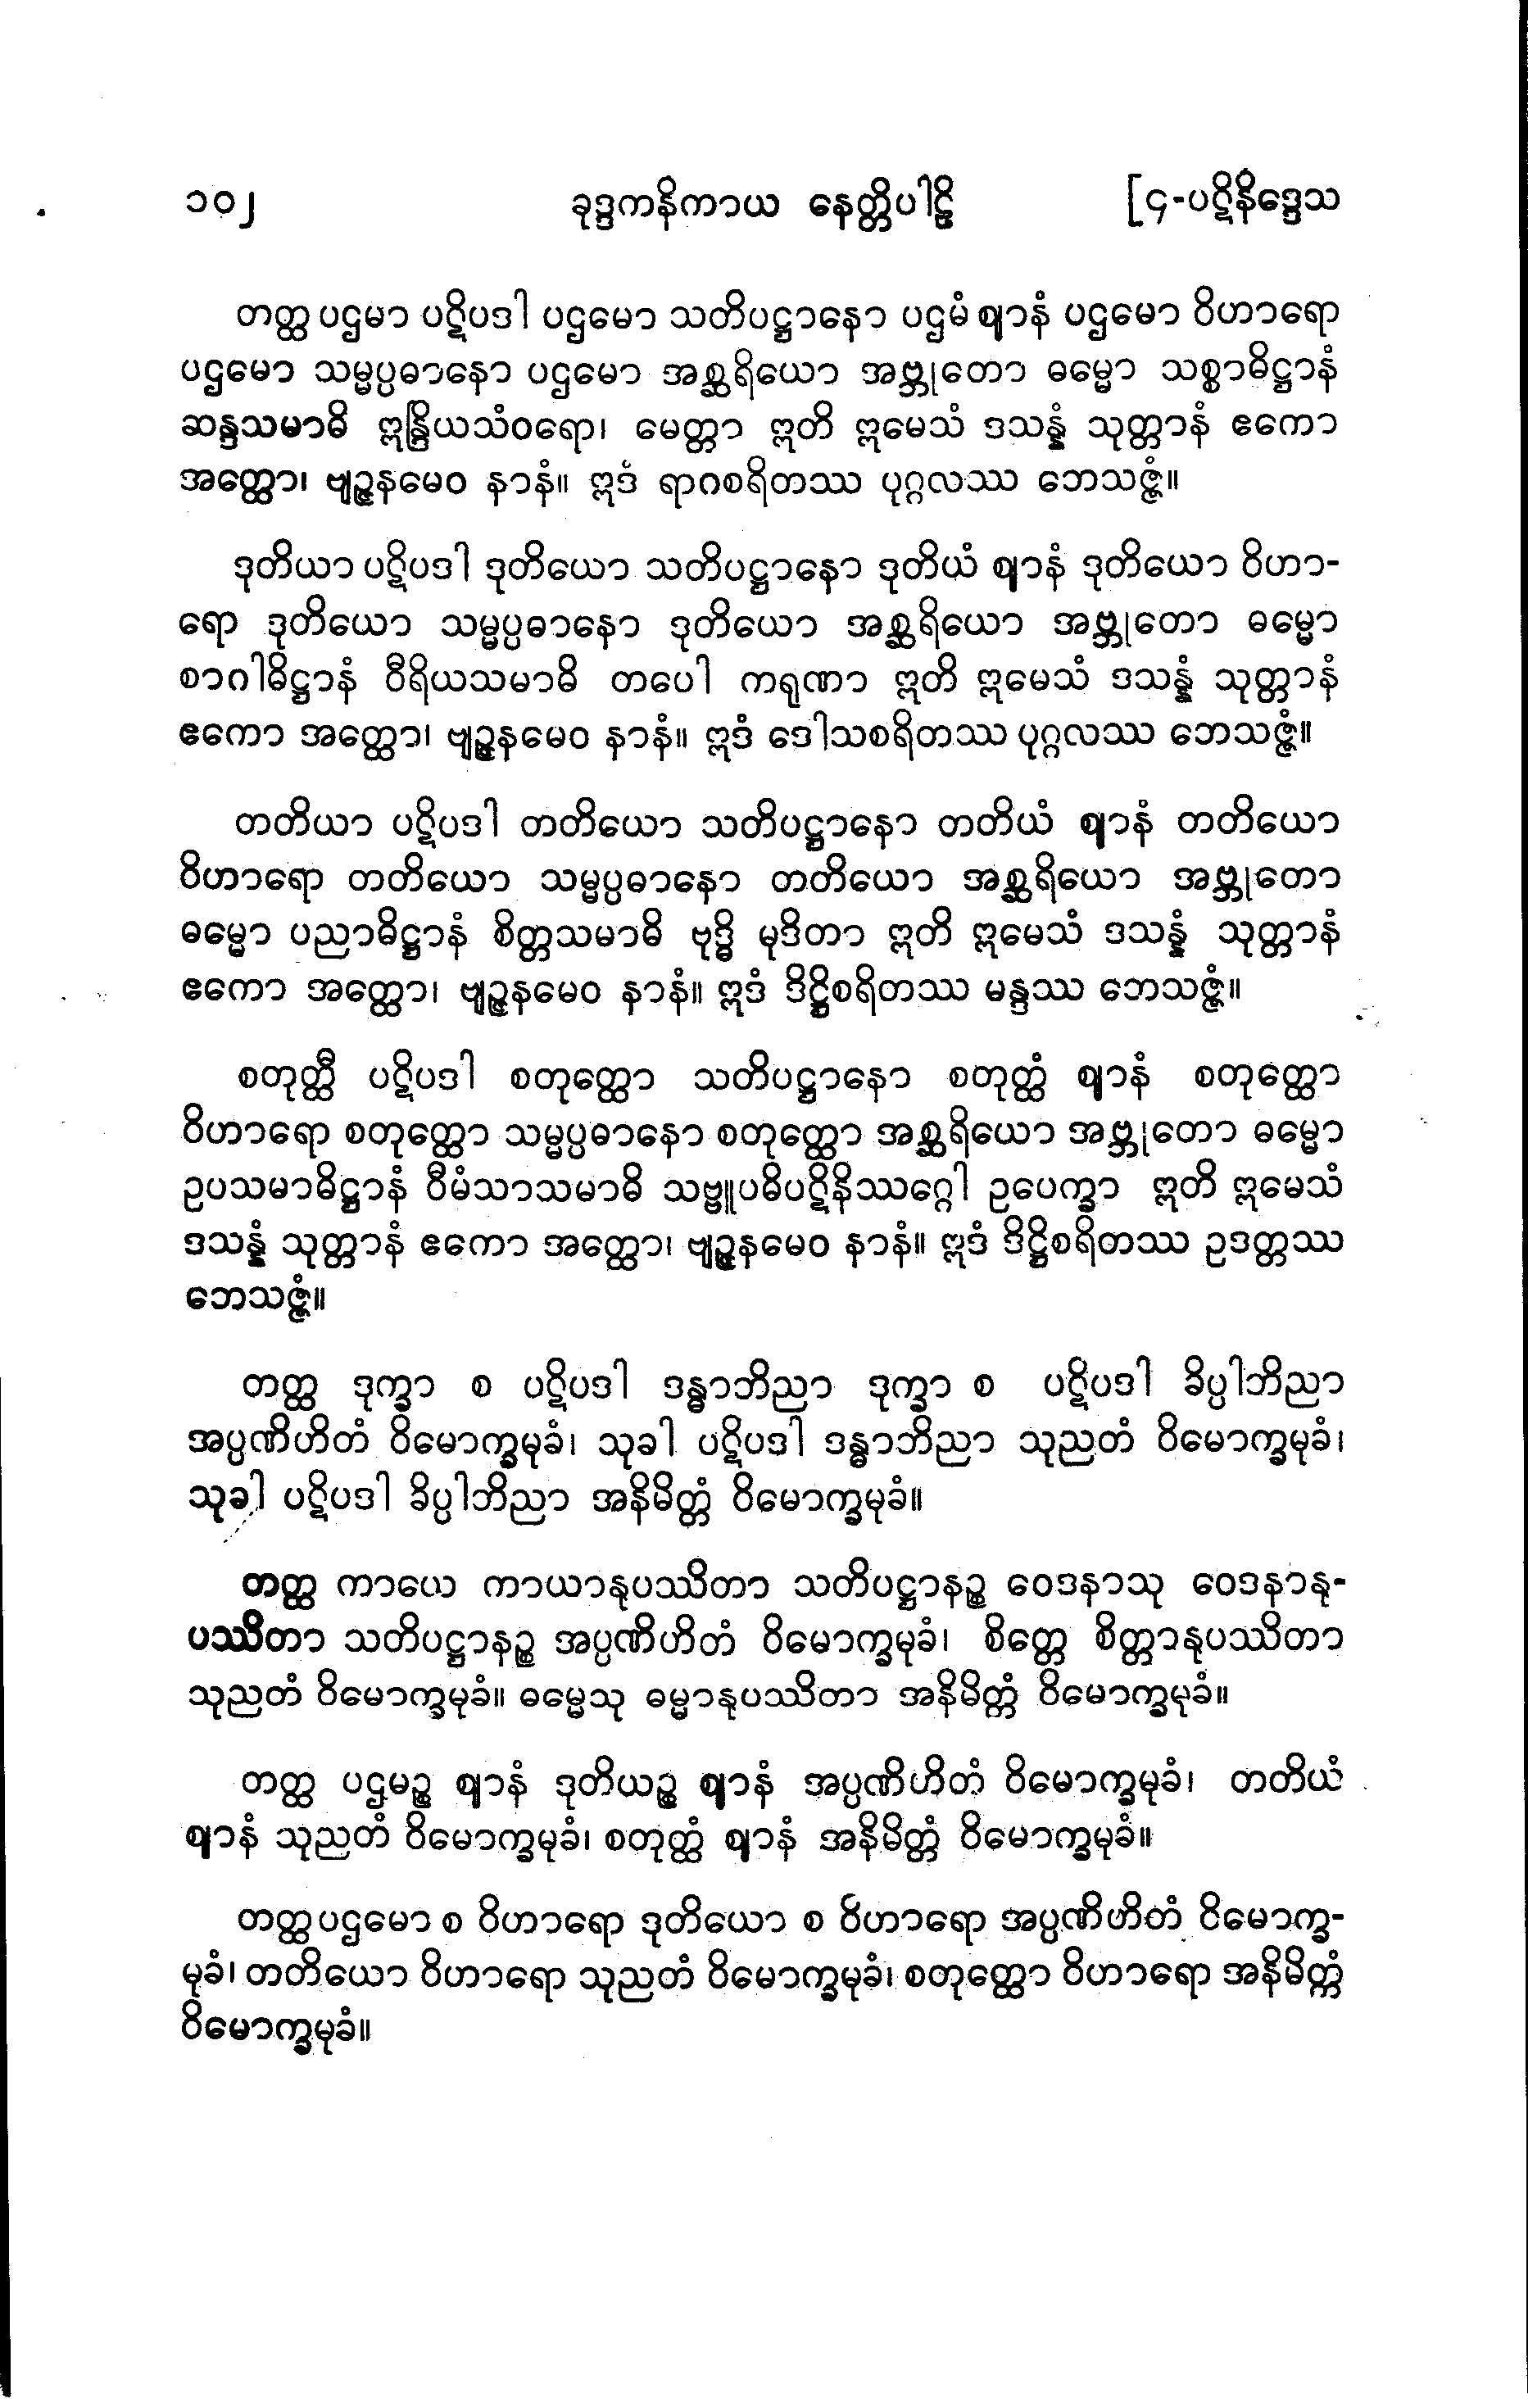 ၁၀၂ ခုဒ္ဒကနိကာယ နေတ္တိပါဠိ [၄-ပဋိနိဒ္ဒေသ
တတ္ထ ပဌမာ ပဋိပဒါ ပဌမော သတိပဋ္ဌာနော ပဌမံ ဈာနံ ပဌမော ဝိဟာရော
ပဌမော သမ္မပ္ပဓာနော ပဌမော အစ္ဆရိယော အဗ္ဘုတော ဓမ္မော သစ္စာဓိဋ္ဌာနံ
ဆန္ဒသမာဓိ ဣန္ဒြိယသံဝရော၊ မေတ္တာ ဣတိ ဣမေသံ ဒသန္နံ သုတ္တာနံ ဧကော
အတ္ထော၊ ဗျဉ္ဇနမေဝ နာနံ။ ဣဒံ ရာဂစရိတဿ ပုဂ္ဂလဿ ဘေသဇ္ဇံ။
ဒုတိယာ ပဋိပဒါ ဒုတိယော သတိပဋ္ဌာနော ဒုတိယံ ဈာနံ ဒုတိယော ဝိဟာ-
ရော ဒုတိယော သမ္မပ္ပဓာနော ဒုတိယော အစ္ဆရိယော အဗ္ဘုတော ဓမ္မော
စာဂါဓိဋ္ဌာနံ ဝီရိယသမာဓိ တပေါ ကရုဏာ ဣတိ ဣမေသံ ဒသန္နံ သုတ္တာနံ
ဧကော အတ္ထော၊ ဗျဉ္ဇနမေဝ နာနံ။ ဣဒံ ဒေါသစရိတဿ ပုဂ္ဂလဿ ဘေသဇ္ဇံ။
တတိယာ ပဋိပဒါ တတိယော သတိပဋ္ဌာနော တတိယံ ဈာနံ တတိယော
ဝိဟာရော တတိယော သမ္မပ္ပဓာနော တတိယော အစ္ဆရိယော အဗ္ဘုတော
ဓမ္မော ပညာဓိဋ္ဌာနံ စိတ္တသမာဓိ ဗုဒ္ဓိ မုဒိတာ ဣတိ ဣမေသံ ဒသန္နံ သုတ္တာနံ
ဧကော အတ္ထော၊ ဗျဉ္ဇနမေဝ နာနံ။ ဣဒံ ဒိဋ္ဌိစရိတဿ မန္ဒဿ ဘေသဇ္ဇံ။
စတုတ္ထီ ပဋိပဒါ စတုတ္ထော သတိပဋ္ဌာနော စတုတ္ထံ ဈာနံ စတုတ္ထော
ဝိဟာရော စတုတ္ထော သမ္မပ္ပဓာနော စတုတ္ထော အစ္ဆရိယော အဗ္ဘုတော ဓမ္မော
ဥပသမာဓိဋ္ဌာနံ ဝီမံသာသမာဓိ သဗ္ဗူပဓိပဋိနိဿဂ္ဂေါ ဥပေက္ခာ ဣတိ ဣမေသံ
ဒသန္နံ သုတ္တာနံ ဧကော အတ္ထော၊ ဗျဉ္ဇနမေဝ နာနံ။ ဣဒံ ဒိဋ္ဌိစရိတဿ ဥဒတ္တဿ
ဘေသဇ္ဇံ။
တတ္ထ ဒုက္ခာ စ ပဋိပဒါ ဒန္ဓာဘိညာ ဒုက္ခာ စ ပဋိပဒါ ခိပ္ပါဘိညာ
အပ္ပဏိဟိတံ ဝိမောက္ခမုခံ၊ သုခါ ပဋိပဒါ ဒန္ဓာဘိညာ သုညတံ ဝိမောက္ခမုခံ၊
သုခါ ပဋိပဒါ ခိပ္ပါဘိညာ အနိမိတ္တံ ဝိမောက္ခမုခံ။
တတ္ထ ကာယေ ကာယာနုပဿိတာ သတိပဋ္ဌာနဉ္စ ဝေဒနာသု ဝေဒနာနု-
ပဿိတာ သတိပဋ္ဌာနဉ္စ အပ္ပဏိဟိတံ ဝိမောက္ခမုခံ၊ စိတ္တေ စိတ္တာနုပဿိတာ
သုညတံ ဝိမောက္ခမုခံ။ ဓမ္မေသု ဓမ္မာနုပဿိတာ အနိမိတ္တံ ဝိမောက္ခမုခံ။
တတ္ထ ပဌမဉ္စ ဈာနံ ဒုတိယဉ္စ ဈာနံ အပ္ပဏိဟိတံ ဝိမောက္ခမုခံ၊ တတိယံ
ဈာနံ သုညတံ ဝိမောက္ခမုခံ၊ စတုတ္ထံ ဈာနံ အနိမိတ္တံ ဝိမောက္ခမုခံ။
တတ္ထ ပဌမော စ ဝိဟာရော ဒုတိယော စ ဝိဟာရော အပ္ပဏိဟိတံ ဝိမောက္ခ-
မုခံ၊ တတိယော ဝိဟာရော သုညတံ ဝိမောက္ခမုခံ၊ စတုတ္ထော ဝိဟာရော အနိမိတ္တံ
ဝိမောက္ခမုခံ။